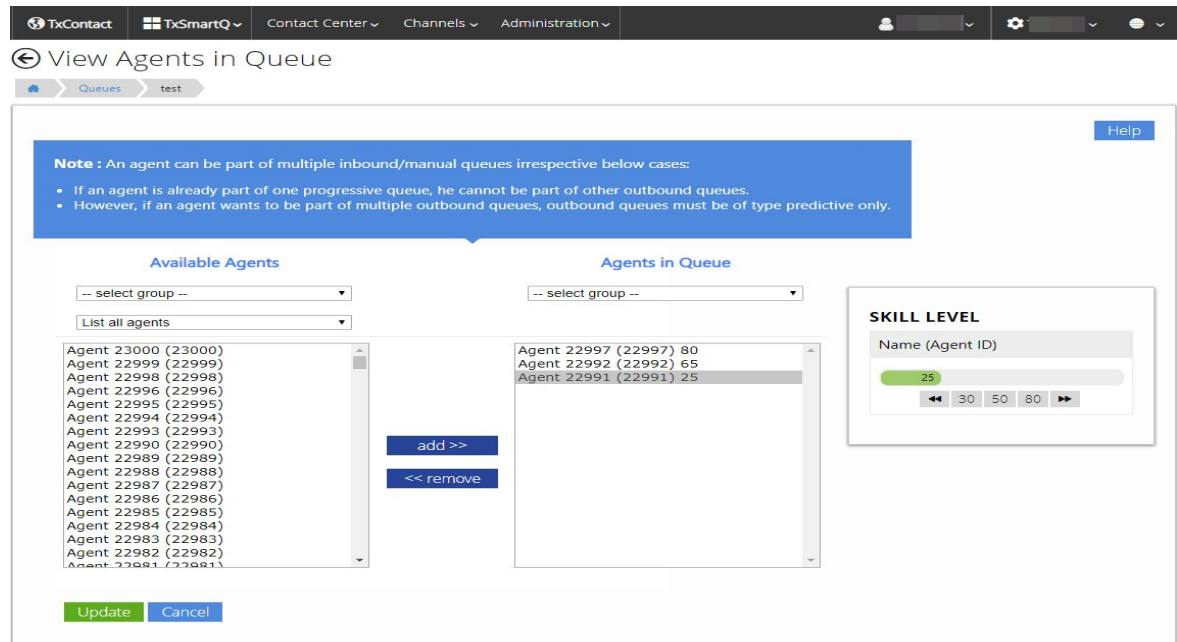 TxContact TxSmartQ Contact Center Channels Administration
View Agents in Queue
Queues test
Help
Note : An agent can be part of multiple inbound/manual queues irrespective below cases:
• If an agent is already part of one progressive queue, he cannot be part of other outbound queues.
• However, if an agent wants to be part of multiple outbound queues, outbound queues must be of type predictive only.
Available Agents
-- select group --
List all agents
Agent 23000 (23000)
Agent 22999 (22999)
Agent 22998 (22998)
Agent 22996 (22996)
Agent 22995 (22995)
Agent 22994 (22994)
Agent 22993 (22993)
Agent 22990 (22990)
Agent 22989 (22989)
Agent 22988 (22988)
Agent 22987 (22987)
Agent 22986 (22986)
Agent 22985 (22985)
Agent 22984 (22984)
Agent 22983 (22983)
Agent 22982 (22982)
Agent 22981 (22981)
add >>
<< remove
Agents in Queue
-- select group --
Agent 22997 (22997) 80
Agent 22992 (22992) 65
Agent 22991 (22991) 25
SKILL LEVEL
Name (Agent ID)
25
30 50 80
Update Cancel